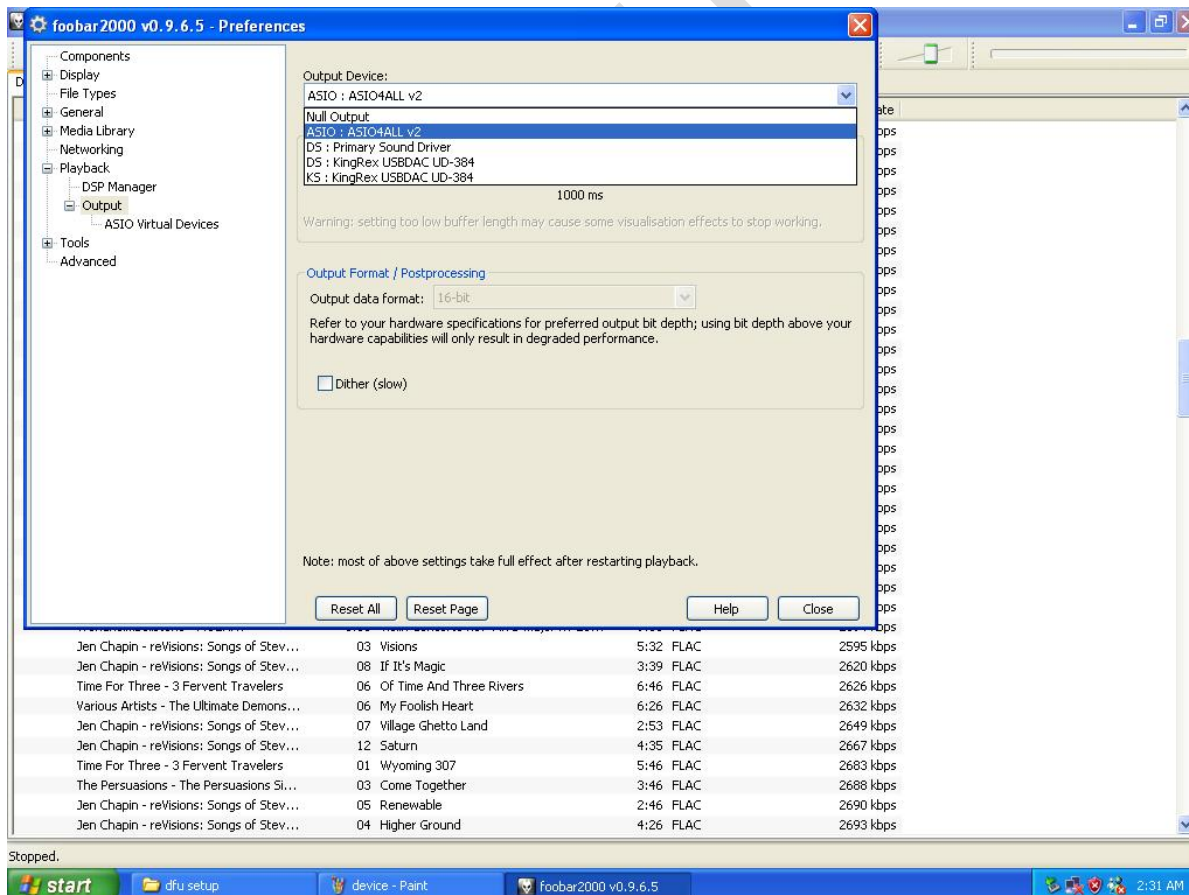 foobar2000 v0.9.6.5 - Preferences
Components
Display
File Types
General
Media Library
Networking
Playback
DSP Manager
Output
ASIO Virtual Devices
Tools
Advanced
Output Device:
ASIO : ASIO4ALL v2
Null Output
ASIO : ASIO4ALL v2
DS : Primary Sound Driver
DS : KingRex USBDAC UD-384
KS : KingRex USBDAC UD-384
1000 ms
Warning: setting too low buffer length may cause some visualisation effects to stop working.
Output Format / Postprocessing
Output data format: 16-bit
Refer to your hardware specifications for preferred output bit depth; using bit depth above your
hardware capabilities will only result in degraded performance.
Dither (slow)
Note: most of above settings take full effect after restarting playback.
Reset All Reset Page Help Close
Jen Chapin - reVisions: Songs of Stev... 03 Visions 5:32 FLAC 2595 kbps
Jen Chapin - reVisions: Songs of Stev... 08 If It's Magic 3:39 FLAC 2620 kbps
Time For Three - 3 Fervent Travelers 06 Of Time And Three Rivers 6:46 FLAC 2626 kbps
Various Artists - The Ultimate Demons... 06 My Foolish Heart 6:26 FLAC 2632 kbps
Jen Chapin - reVisions: Songs of Stev... 07 Village Ghetto Land 2:53 FLAC 2649 kbps
Jen Chapin - reVisions: Songs of Stev... 12 Saturn 4:35 FLAC 2667 kbps
Time For Three - 3 Fervent Travelers 01 Wyoming 307 5:46 FLAC 2683 kbps
The Persuasions - The Persuasions Si... 03 Come Together 3:46 FLAC 2688 kbps
Jen Chapin - reVisions: Songs of Stev... 05 Renewable 2:46 FLAC 2690 kbps
Jen Chapin - reVisions: Songs of Stev... 04 Higher Ground 4:26 FLAC 2693 kbps
Stopped.
start dfu setup device - Paint foobar2000 v0.9.6.5 2:31 AM